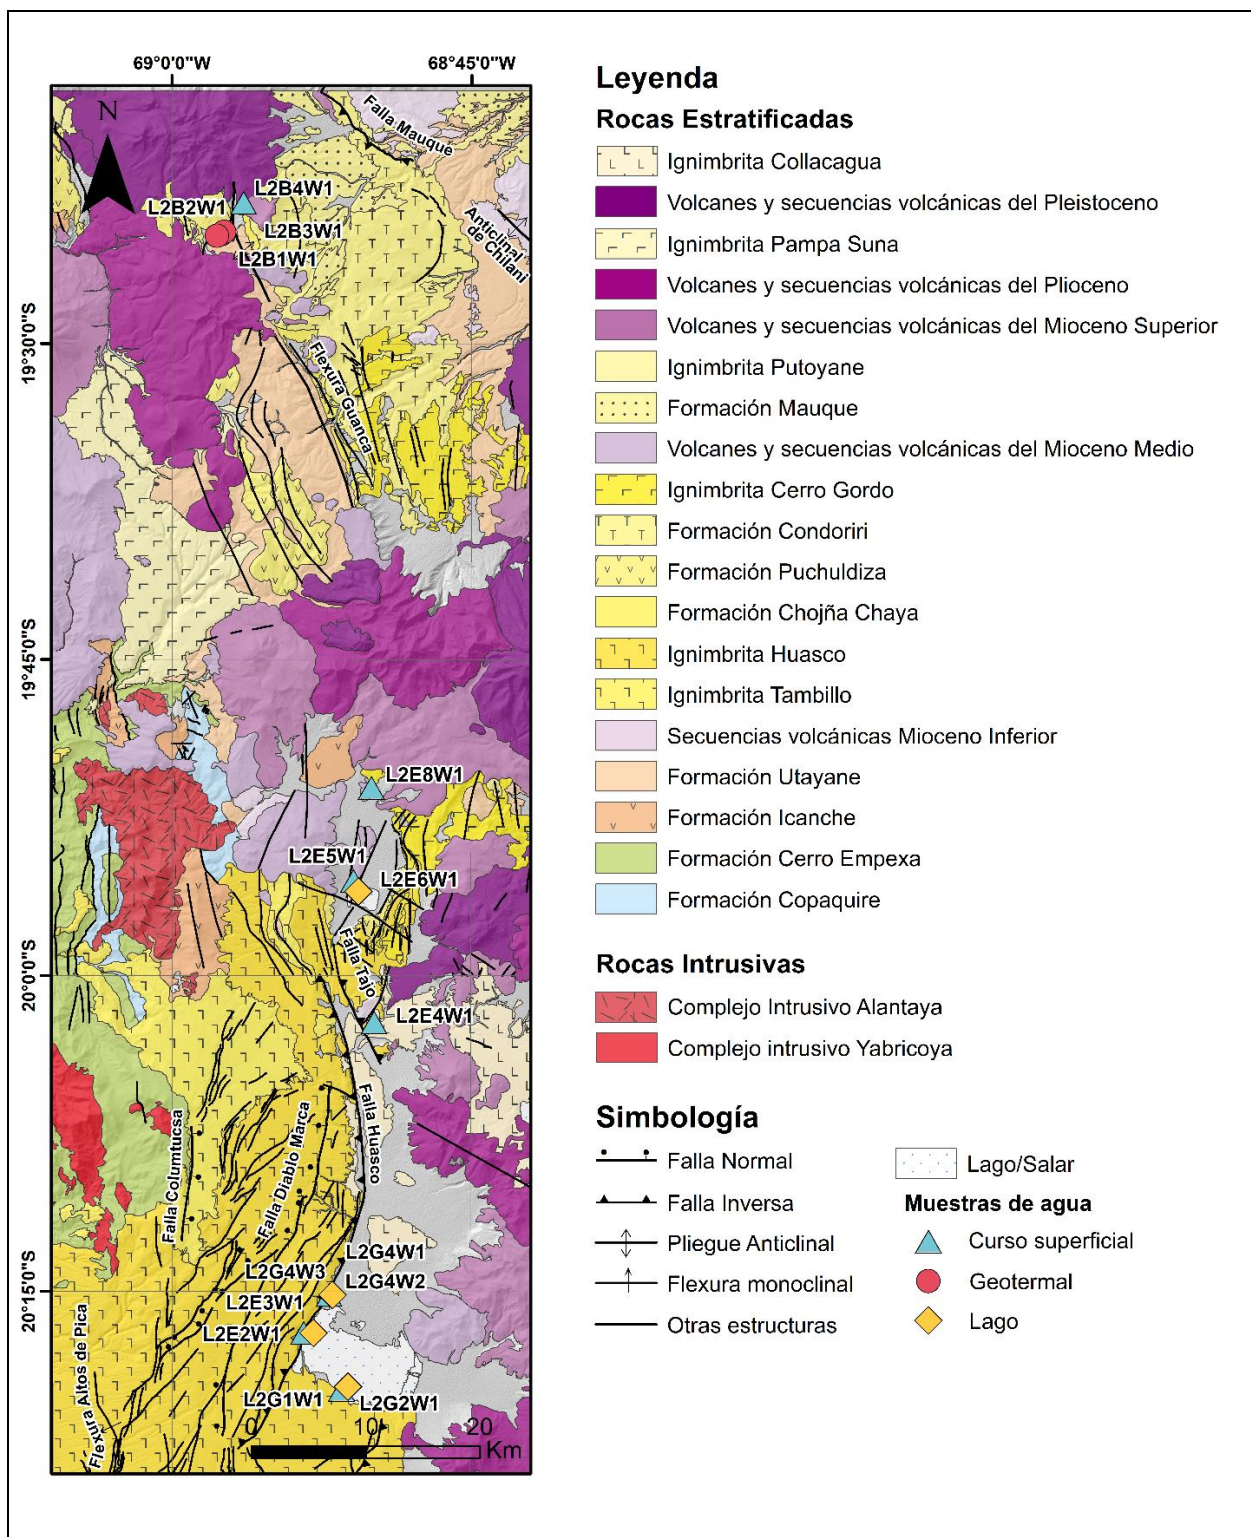 69°0'0"W
68°45'0"W
N
Falla Mauque
L2B4W1
L2B2W1
L2B3W1
L2B1W1
Anticlinal
de Chilani
19°30'0"S
Flexura Guanca
19°45'0"S
L2E8W1
L2E5W1
L2E6W1
Falla Tajo
20°0'0"S
L2E4W1
Falla Columtucsa
Falla Diablo Marca
Falla Huasco
L2G4W1
L2G4W3
L2G4W2
20°15'0"S
L2E3W1
L2E2W1
Flexura Altos de Pica
L2G1W1
L2G2W1
0 10 20
Km
Leyenda
Rocas Estratificadas
Ignimbrita Collacagua
Volcanes y secuencias volcánicas del Pleistoceno
Ignimbrita Pampa Suna
Volcanes y secuencias volcánicas del Plioceno
Volcanes y secuencias volcánicas del Mioceno Superior
Ignimbrita Putoyane
Formación Mauque
Volcanes y secuencias volcánicas del Mioceno Medio
Ignimbrita Cerro Gordo
Formación Condoriri
Formación Puchuldiza
Formación Chojña Chaya
Ignimbrita Huasco
Ignimbrita Tambillo
Secuencias volcánicas Mioceno Inferior
Formación Utayane
Formación Icanche
Formación Cerro Empexa
Formación Copaquire
Rocas Intrusivas
Complejo Intrusivo Alantaya
Complejo intrusivo Yabricoya
Simbología
Falla Normal
Falla Inversa
Pliegue Anticlinal
Flexura monoclinal
Otras estructuras
Lago/Salar
Muestras de agua
Curso superficial
Geotermal
Lago